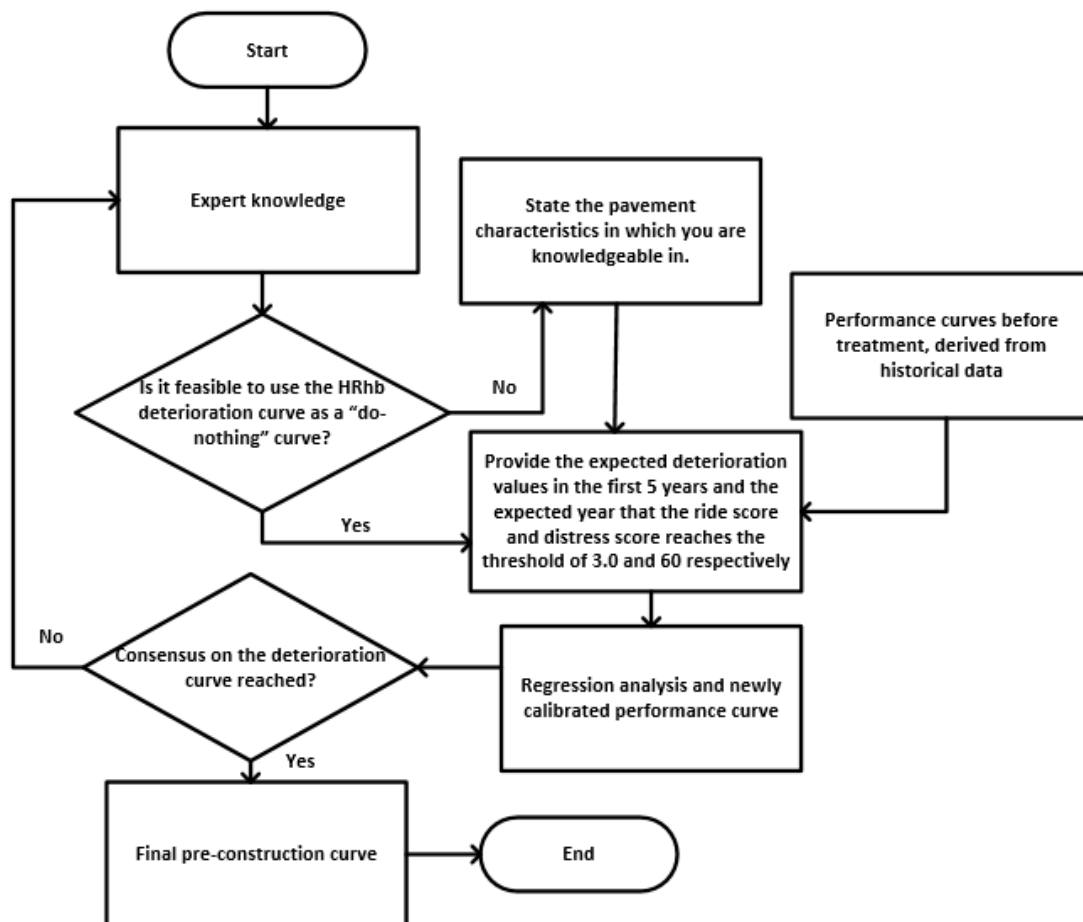 Start
Expert knowledge
State the pavement
characteristics in which you are
knowledgeable in.
Performance curves before
treatment, derived from
historical data
Is it feasible to use the HRhb
deterioration curve as a “do-
nothing” curve?
No
Yes
Provide the expected deterioration
values in the first 5 years and the
expected year that the ride score
and distress score reaches the
threshold of 3.0 and 60 respectively
Regression analysis and newly
calibrated performance curve
Consensus on the deterioration
curve reached?
No
Yes
Final pre-construction curve
End